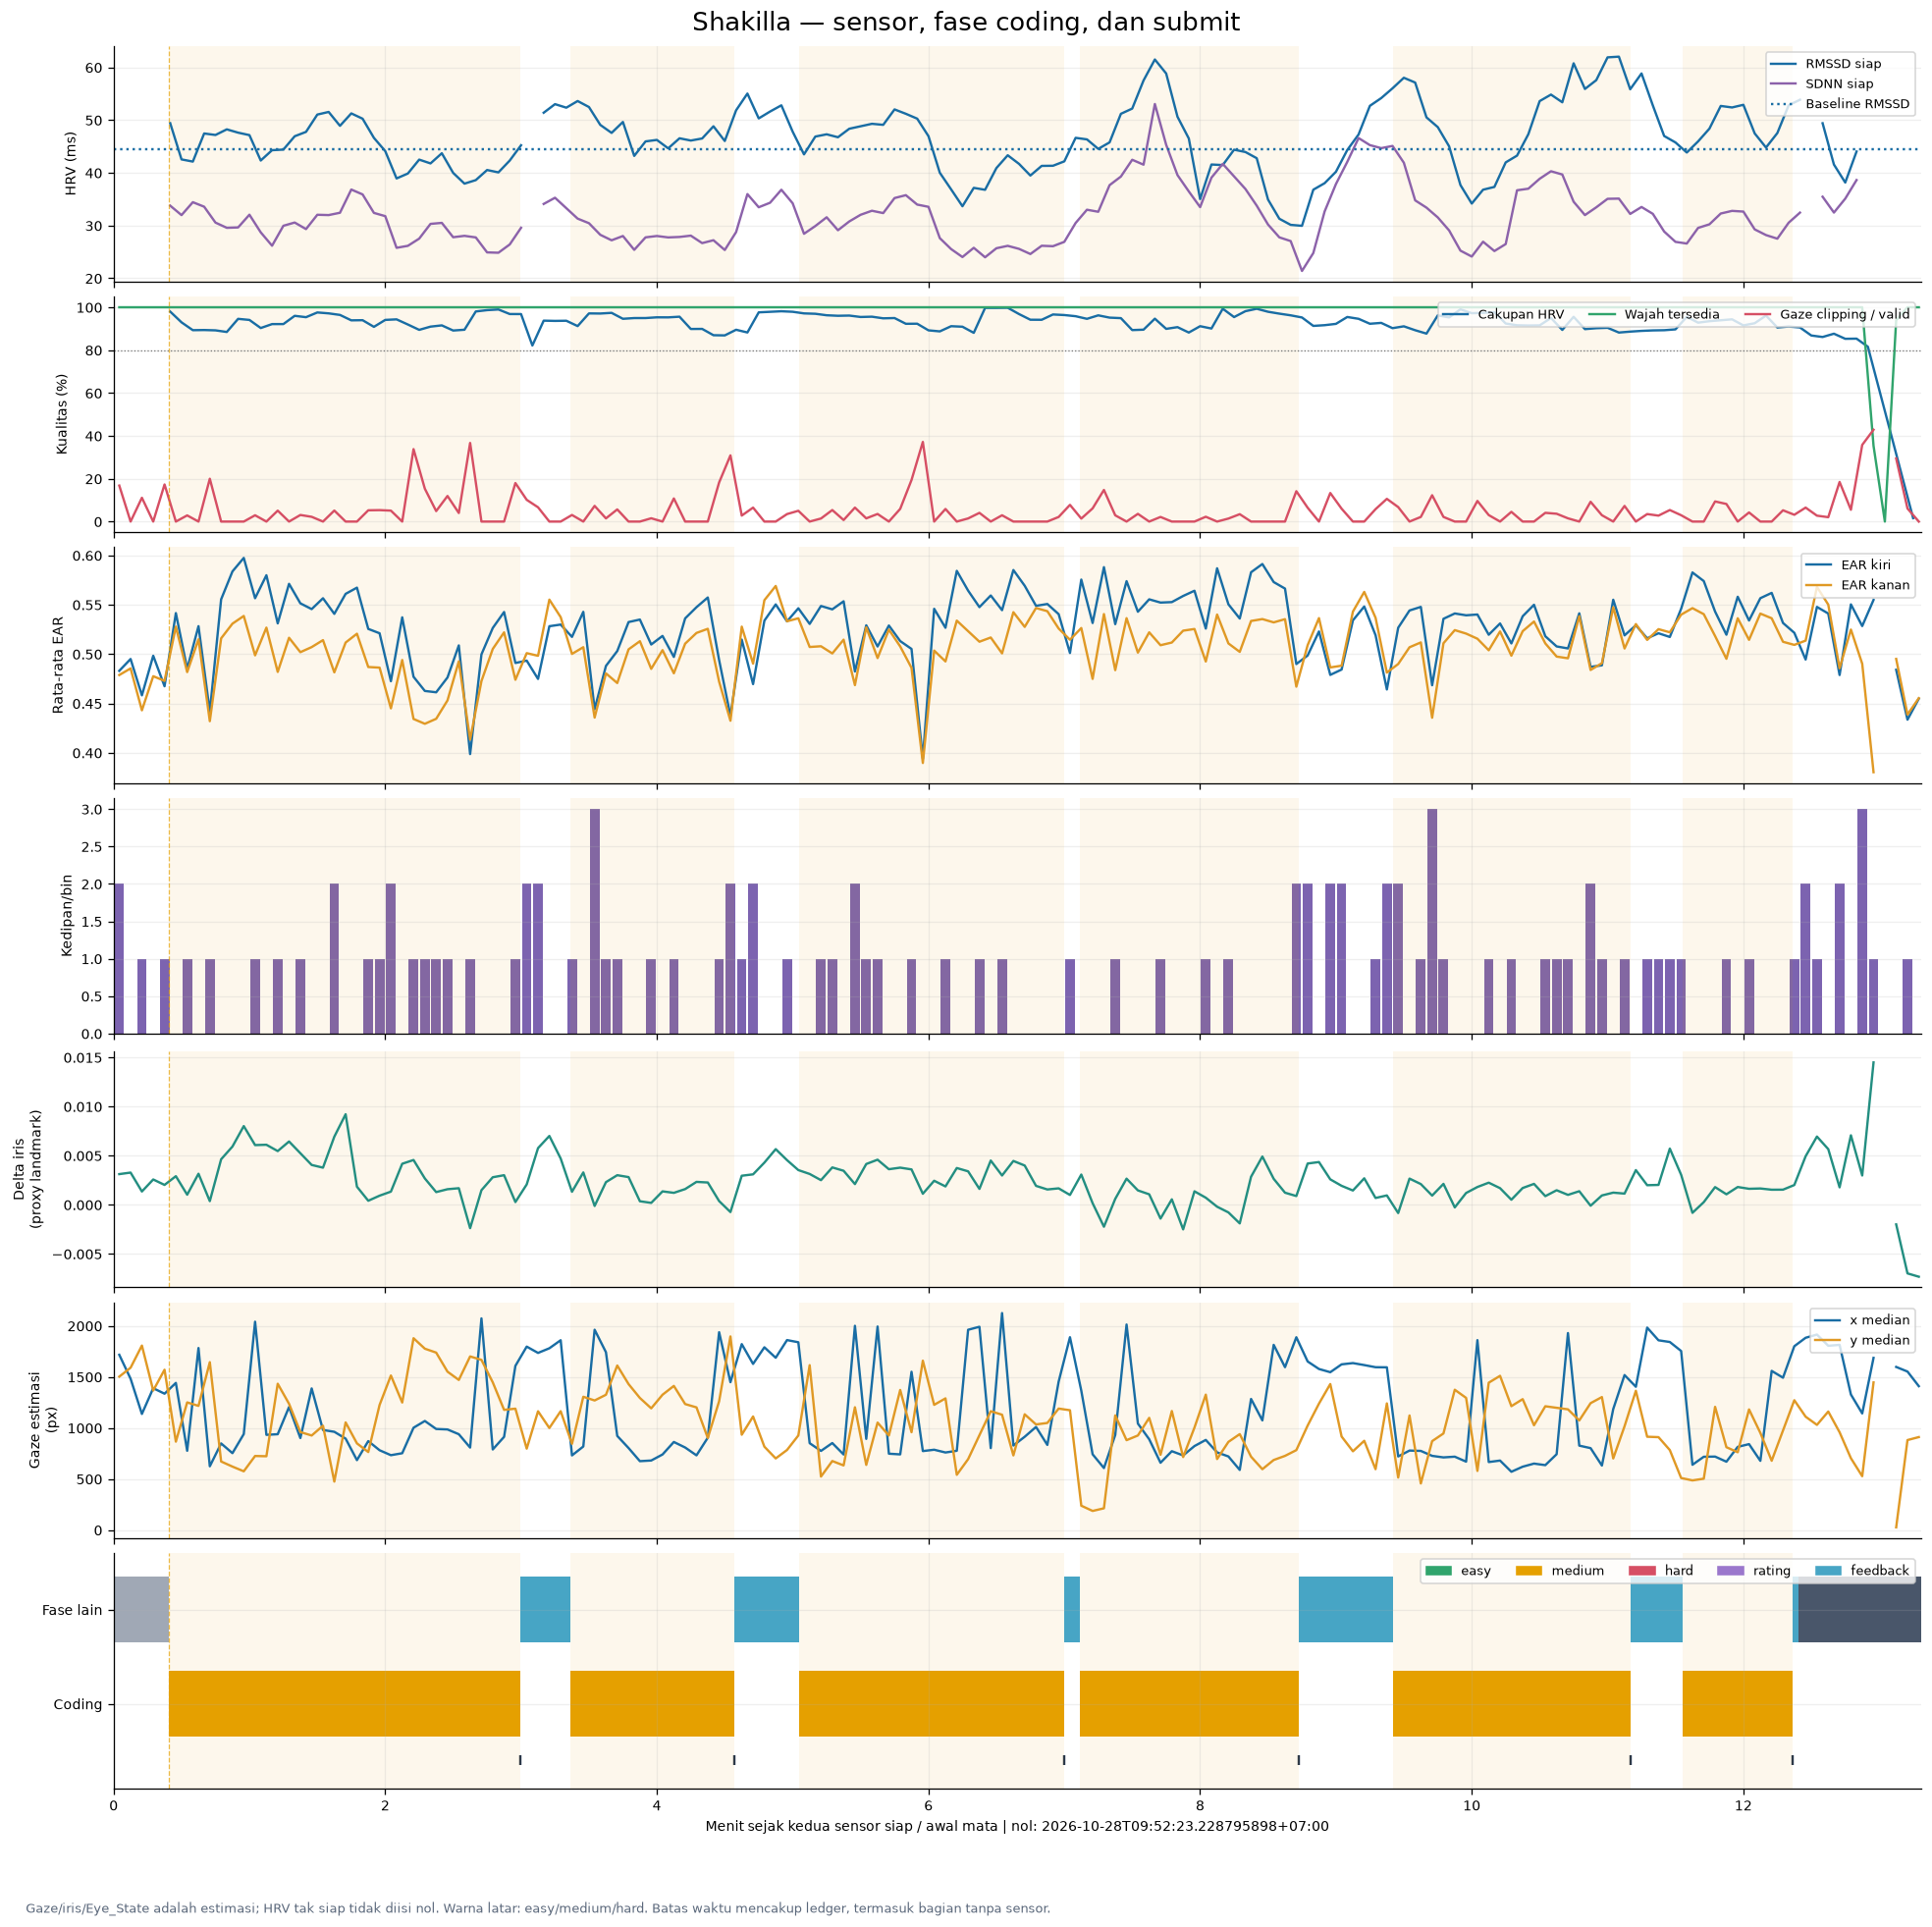 Shakilla — sensor, fase coding, dan submit
HRV (ms)
60
50
40
30
20
RMSSD siap
SDNN siap
Baseline RMSSD
Kualitas (%)
100
80
60
40
20
0
Cakupan HRV
Wajah tersedia
Gaze clipping / valid
Rata-rata EAR
0.60
0.55
0.50
0.45
0.40
EAR kiri
EAR kanan
Kedipan/bin
3.0
2.5
2.0
1.5
1.0
0.5
0.0
Delta iris
(proxy landmark)
0.015
0.010
0.005
0.000
−0.005
Gaze estimasi
(px)
2000
1500
1000
500
0
x median
y median
easy
medium
hard
rating
feedback
Fase lain
Coding
0
2
4
6
8
10
12
Menit sejak kedua sensor siap / awal mata | nol: 2026-10-28T09:52:23.228795898+07:00
Gaze/iris/Eye_State adalah estimasi; HRV tak siap tidak diisi nol. Warna latar: easy/medium/hard. Batas waktu mencakup ledger, termasuk bagian tanpa sensor.